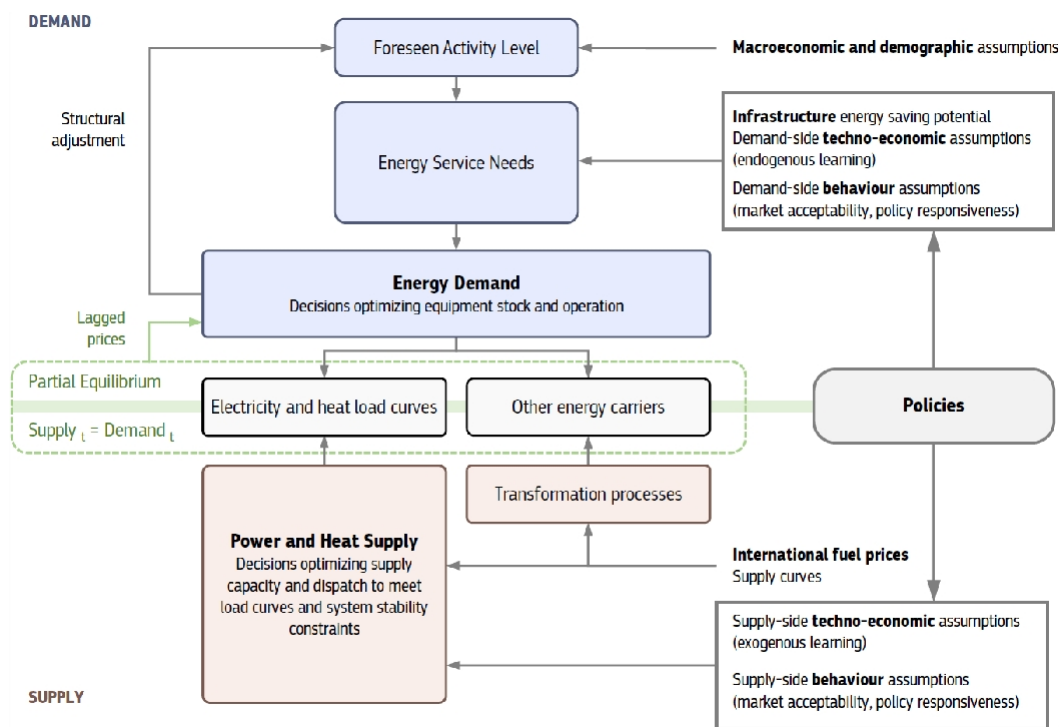 DEMAND
Foreseen Activity Level
Macroeconomic and demographic assumptions
Structural
adjustment
Infrastructure energy saving potential
Demand-side techno-economic assumptions
(endogenous learning)
Demand-side behaviour assumptions
(market acceptability, policy responsiveness)
Energy Service Needs
Energy Demand
Decisions optimizing equipment stock and operation
Lagged
prices
Partial Equilibrium
Supply t = Demand t
Electricity and heat load curves
Other energy carriers
Policies
Transformation processes
Power and Heat Supply
Decisions optimizing supply
capacity and dispatch to meet
load curves and system stability
constraints
International fuel prices
Supply curves
Supply-side techno-economic assumptions
(exogenous learning)
Supply-side behaviour assumptions
(market acceptability, policy responsiveness)
SUPPLY